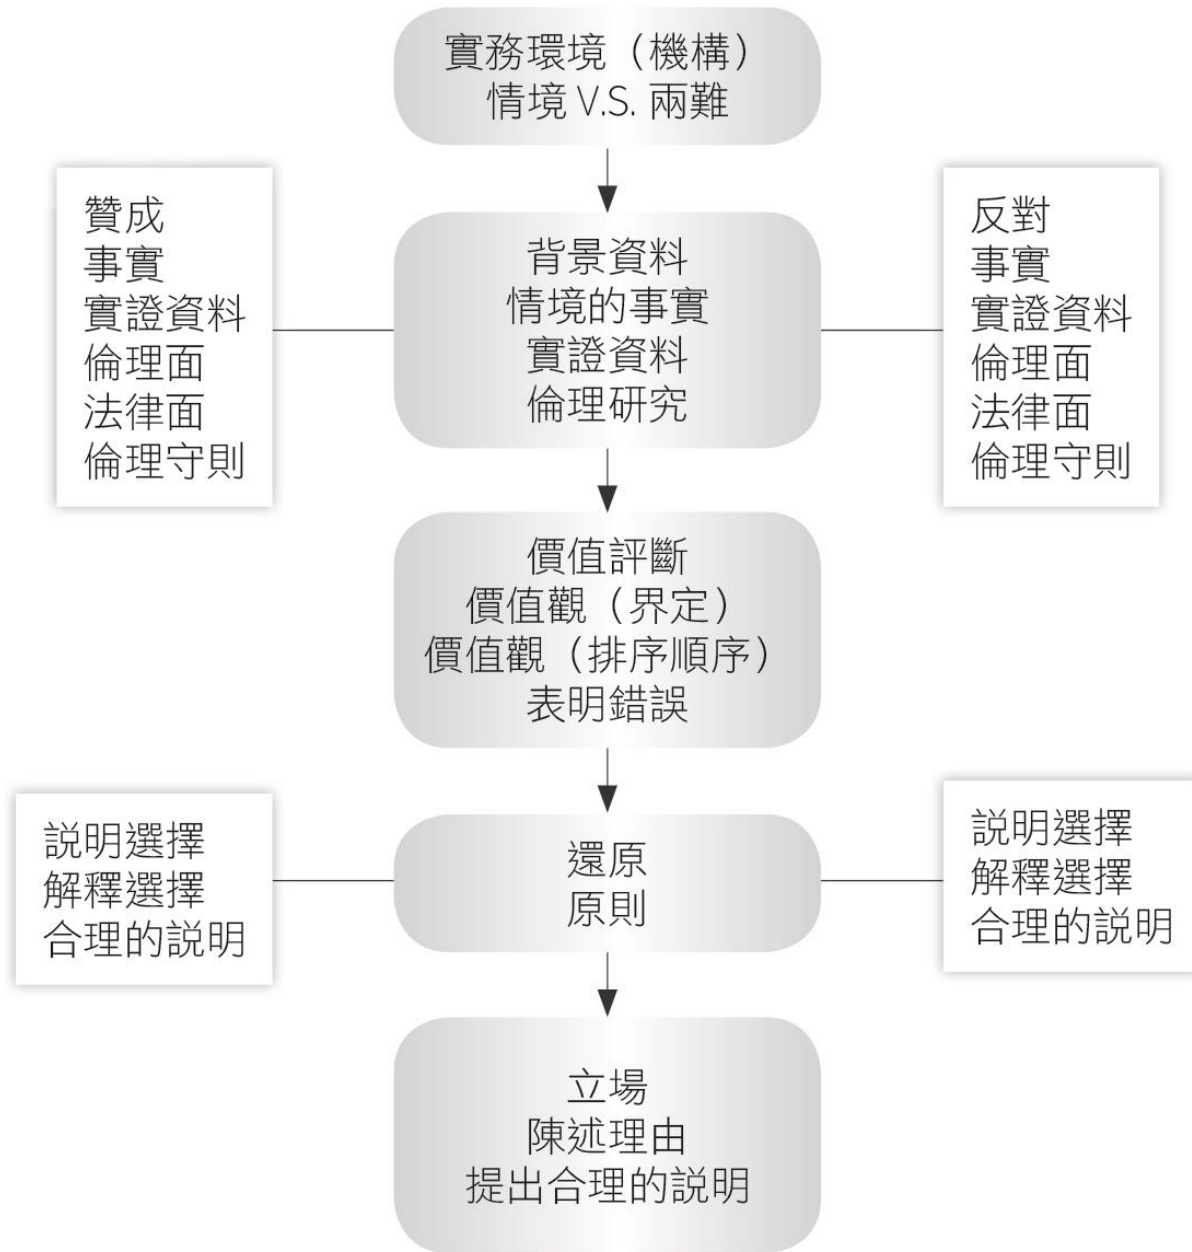 實務環境（機構）
情境 V.S. 兩難
贊成
事實
實證資料
倫理面
法律面
倫理守則
背景資料
情境的事實
實證資料
倫理研究
反對
事實
實證資料
倫理面
法律面
倫理守則
價值評斷
價值觀（界定）
價值觀（排序順序）
表明錯誤
説明選擇
解釋選擇
合理的説明
還原
原則
説明選擇
解釋選擇
合理的説明
立場
陳述理由
提出合理的説明